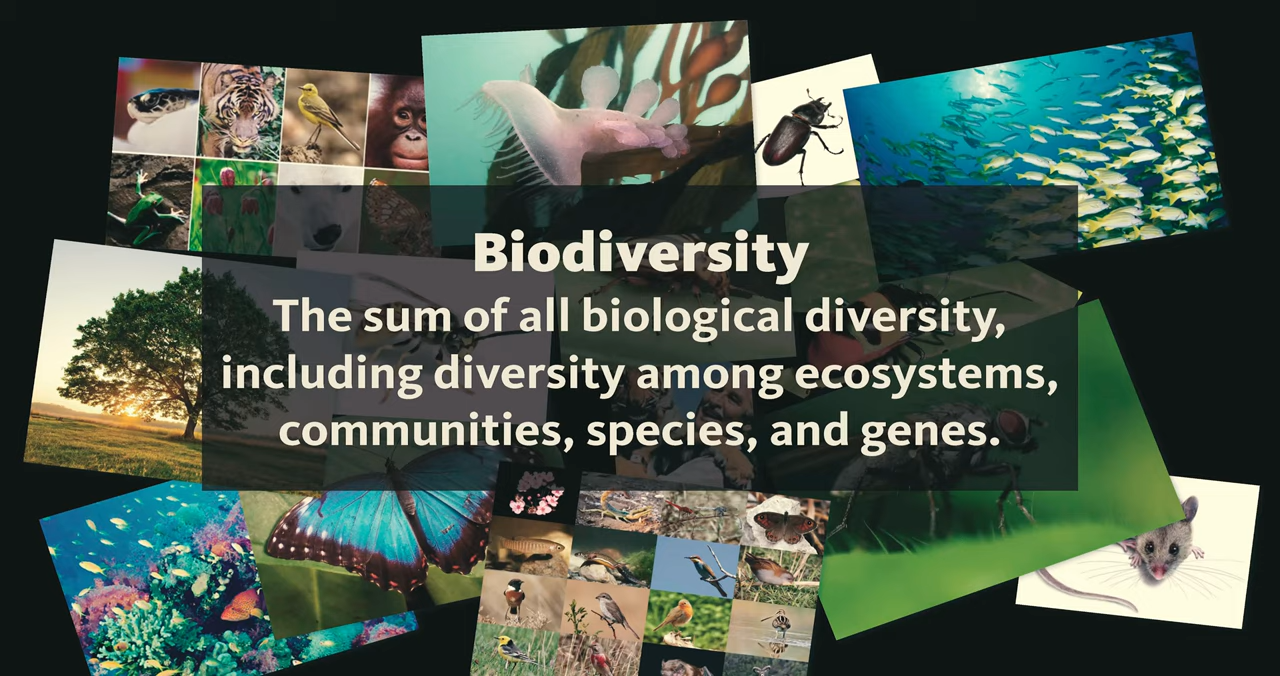 Biodiversity
The sum of all biological diversity,
including diversity among ecosystems,
communities, species, and genes.